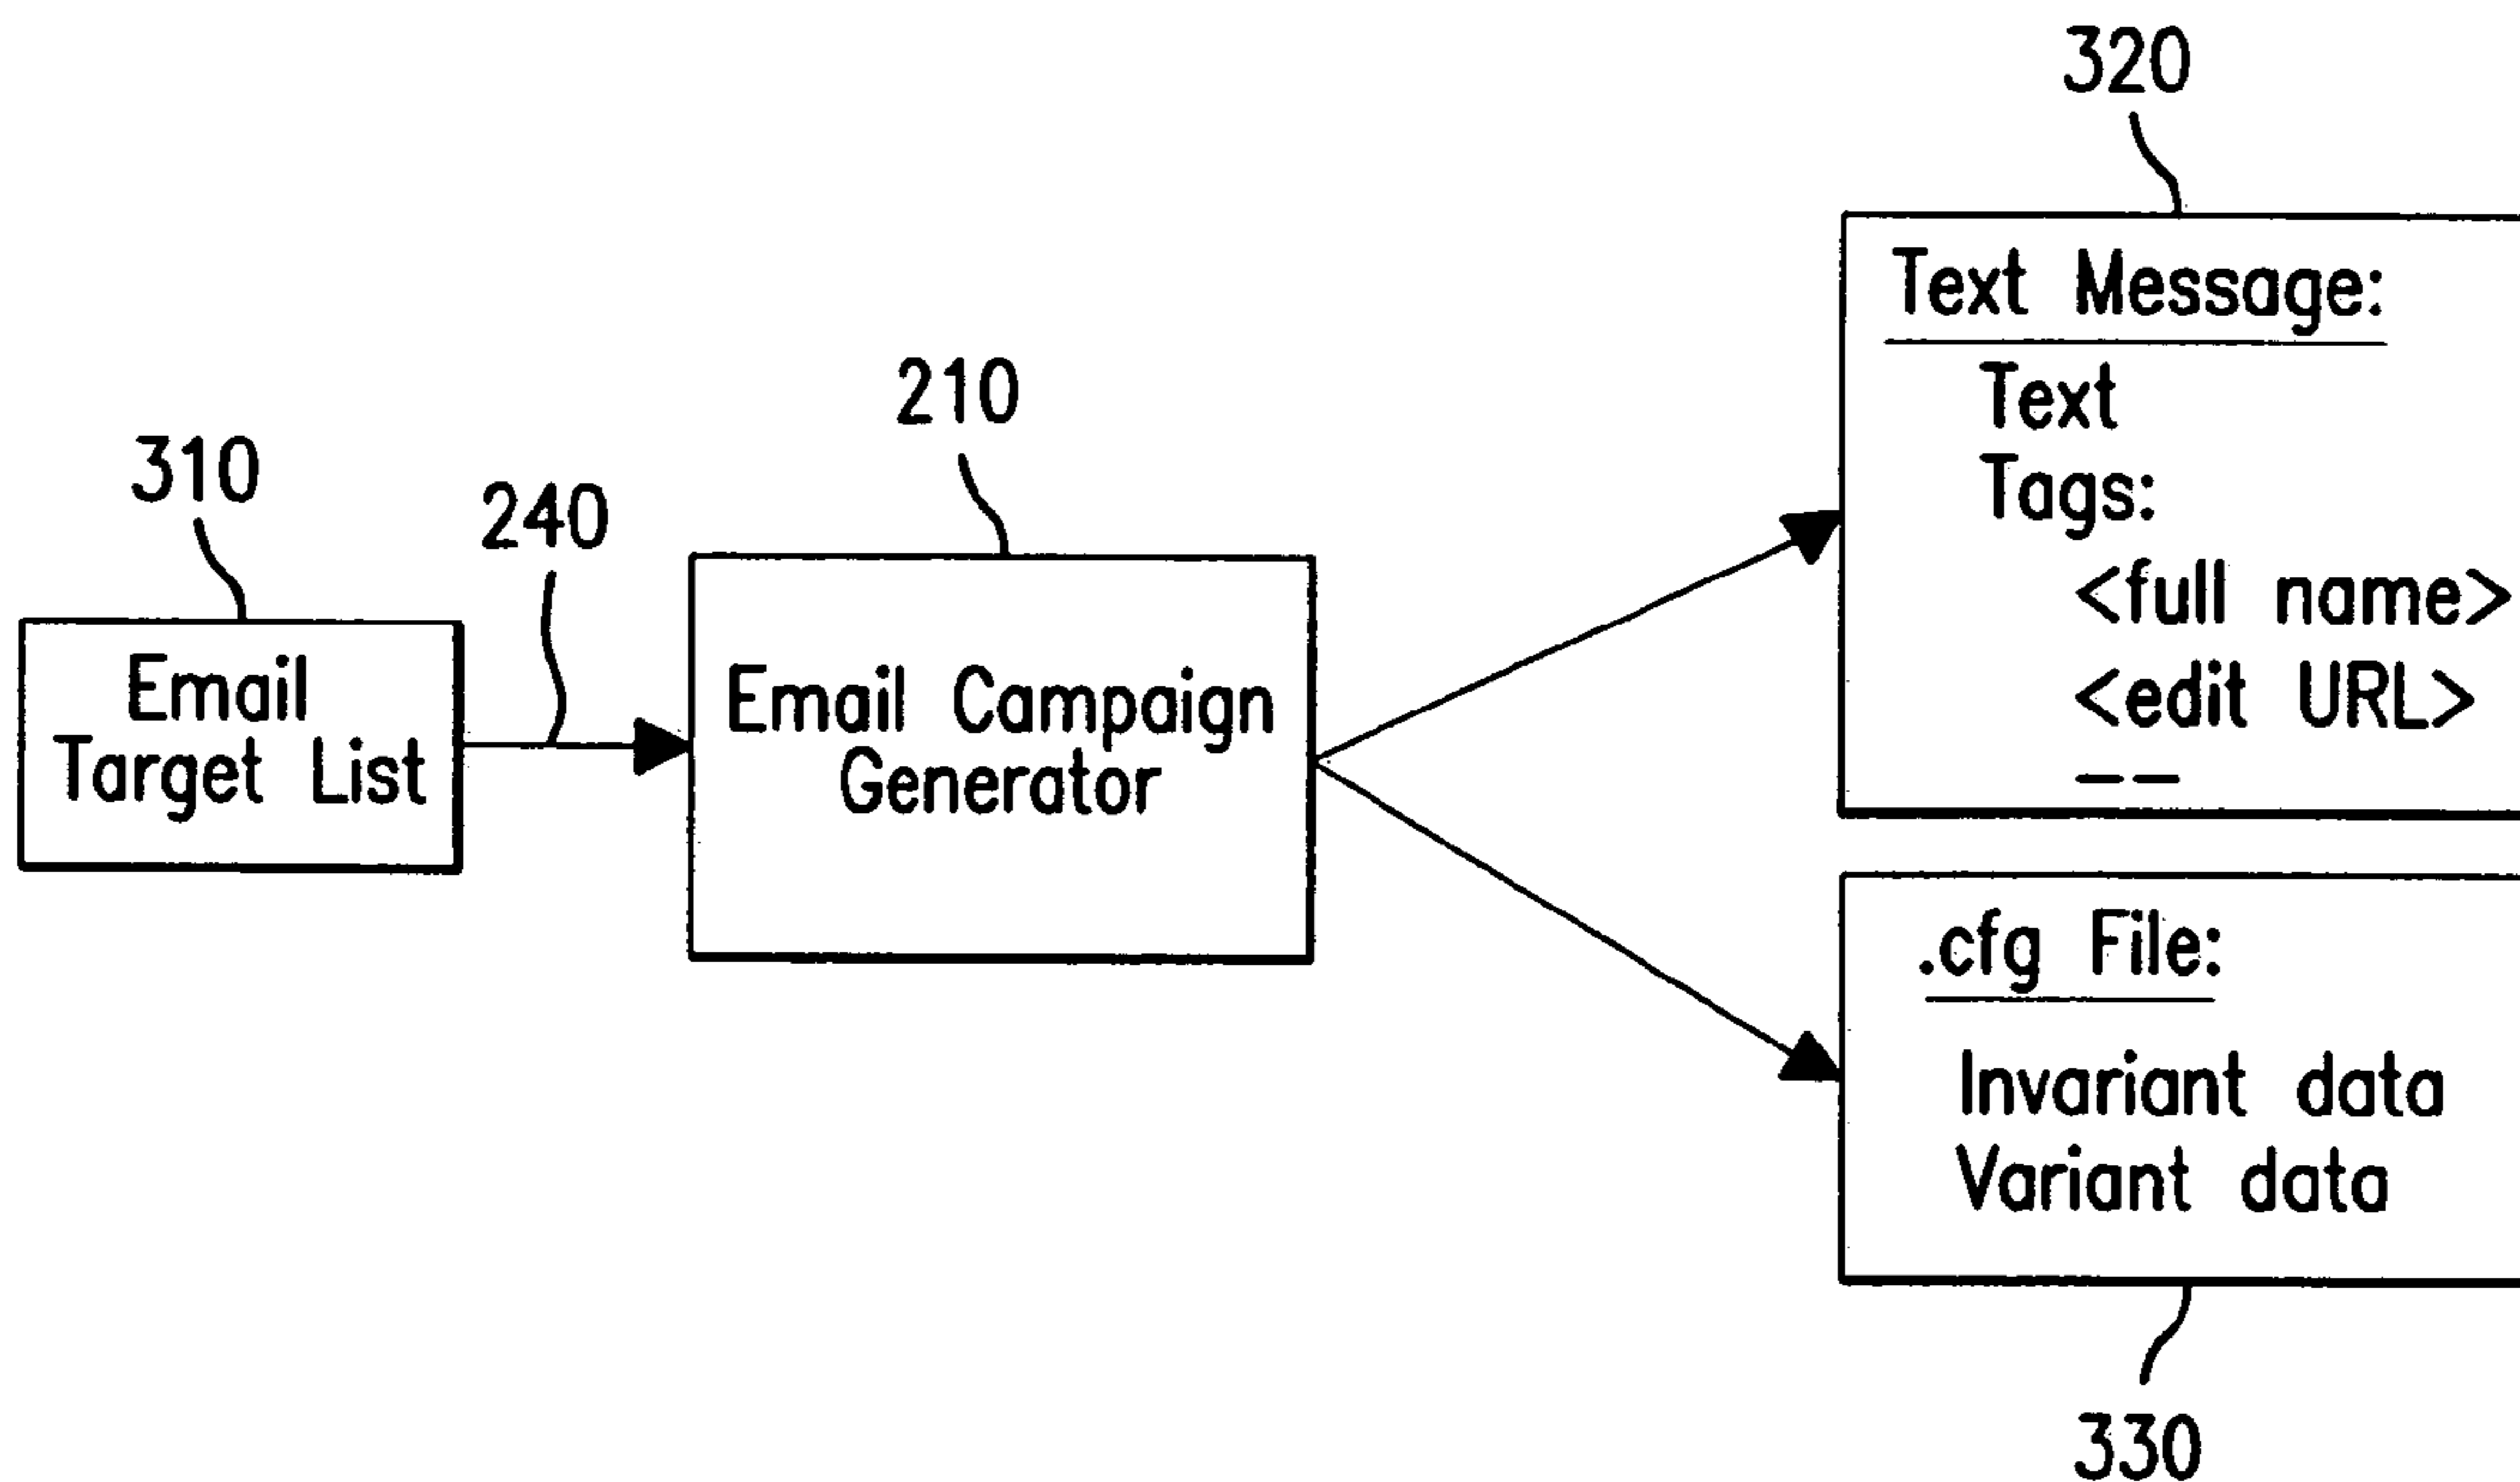 310
Email
Target List
240
210
Email Campaign
Generator
320
Text Message:
Text
Tags:
<full name>
<edit URL>
.cfg File:
Invariant data
Variant data
330